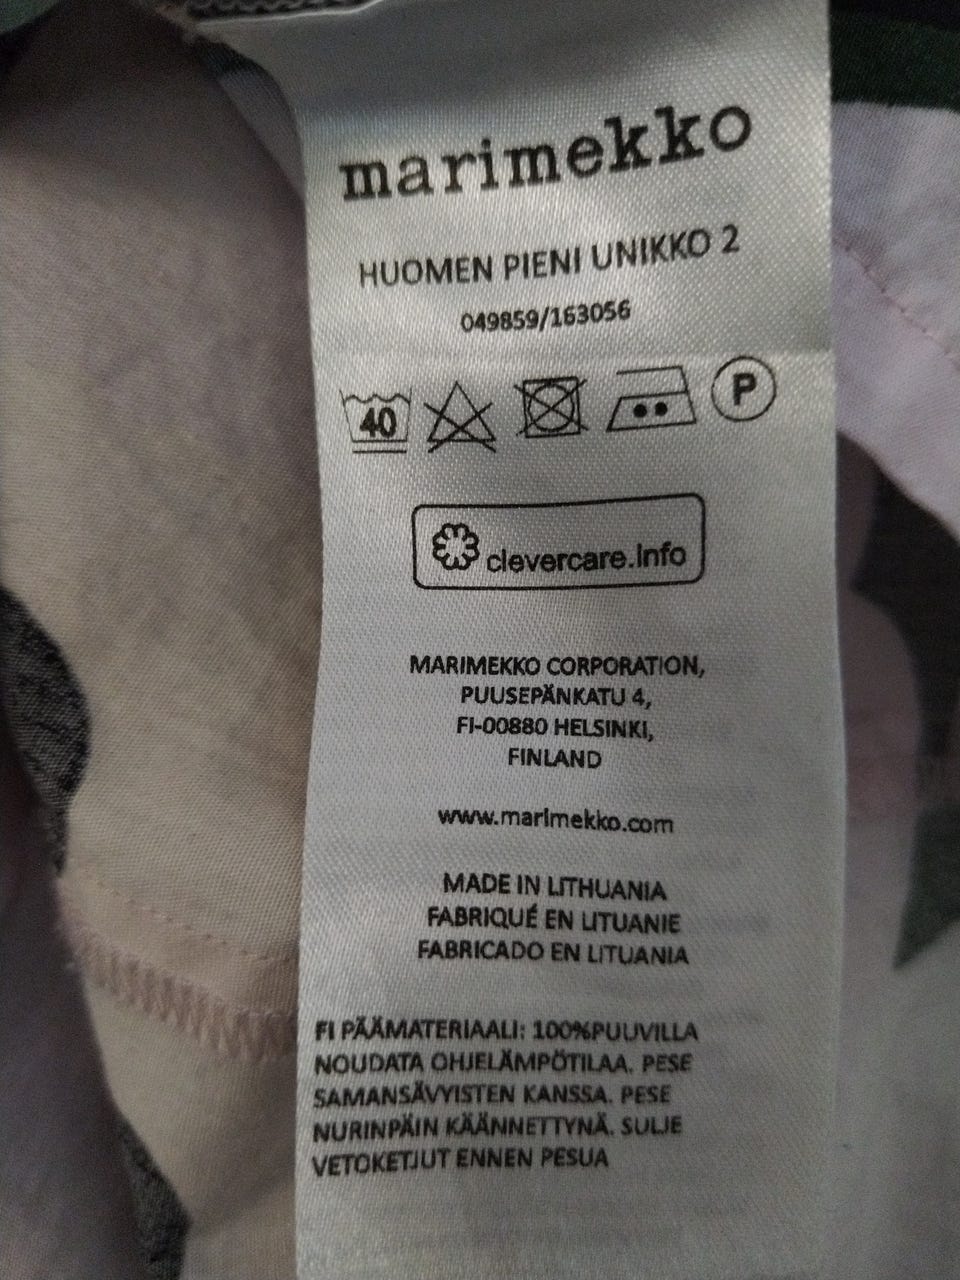 marimekko
HUOMEN PIENI UNIKKO 2
049859/163056
40 P
clevercare.info
MARIMEKKO CORPORATION,
PUUSEPÄNKATU 4,
FI-00880 HELSINKI,
FINLAND
www.marimekko.com
MADE IN LITHUANIA
FABRIQUÉ EN LITUANIE
FABRICADO EN LITUANIA
FI PÄÄMATERIAALI: 100%PUUVILLA
NOUDATA OHJELÄMPÖTILAA. PESE
SAMANSÄVYISTEN KANSSA. PESE
NURINPÄIN KÄÄNNETTYNÄ. SULJE
VETOKETJUT ENNEN PESUA